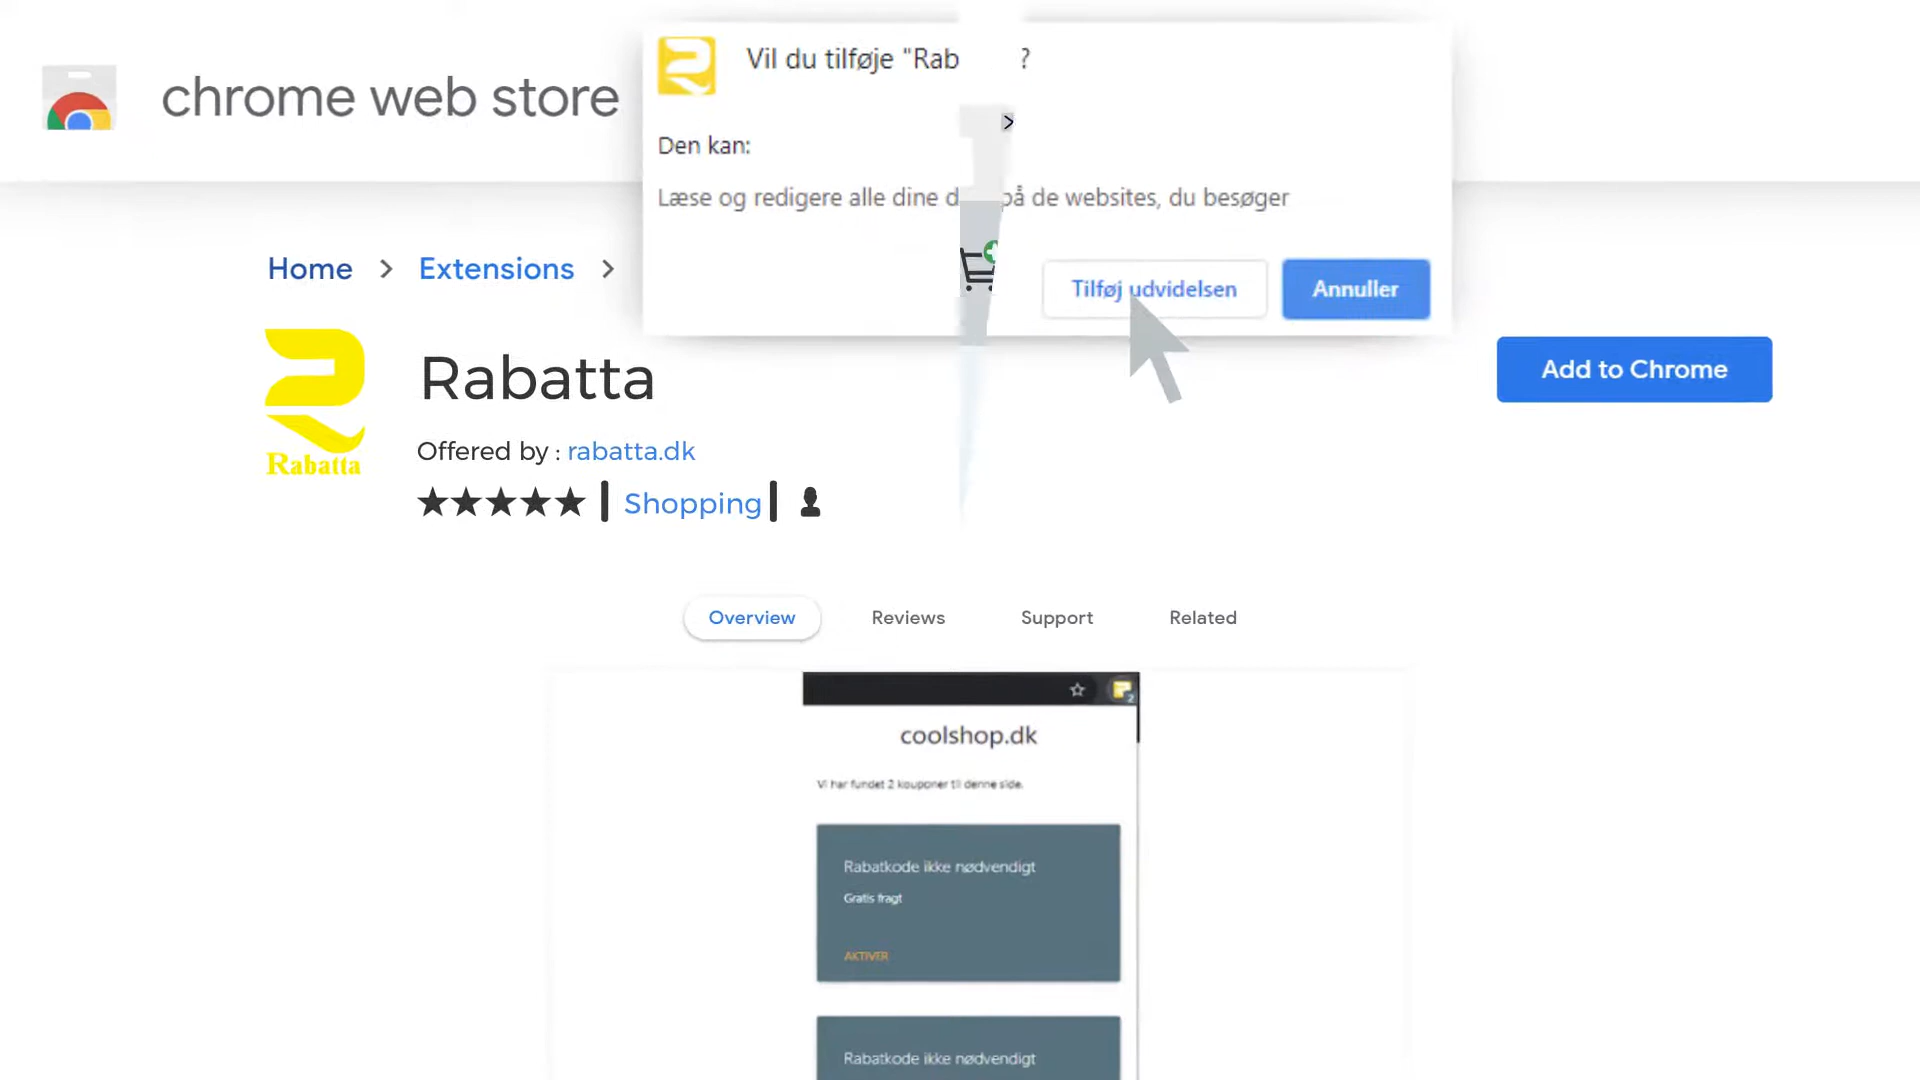 chrome web store
Vil du tilføje "Rab ?
Den kan:
Læse og redigere alle dine d på de websites, du besøger
Tilføj udvidelsen
Annuller
Home > Extensions >
Rabatta
Add to Chrome
Rabatta
Offered by : rabatta.dk
Shopping
Overview
Reviews
Support
Related
coolshop.dk
Vi har fundet 2 kouponer til denne side.
Rabatkode ikke nødvendigt
Gratis fragt
AKTIVER
Rabatkode ikke nødvendigt